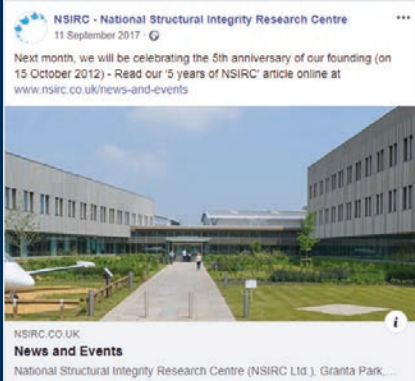 NSIRC - National Structural Integrity Research Centre
11 September 2017 ·
Next month, we will be celebrating the 5th anniversary of our founding (on
15 October 2012) - Read our '5 years of NSIRC' article online at
www.nsirc.co.uk/news-and-events
i
NSIRC.CO.UK
News and Events
National Structural Integrity Research Centre (NSIRC Ltd.), Granta Park,...